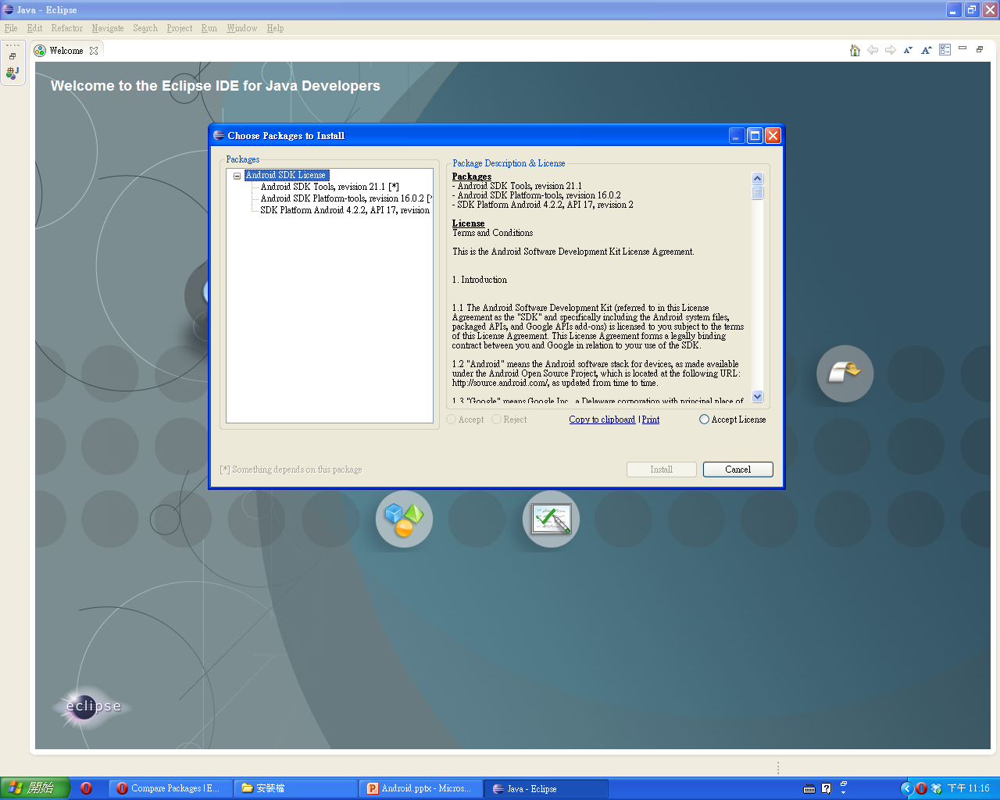 Java - Eclipse
File Edit Refactor Navigate Search Project Run Window Help
Welcome
Welcome to the Eclipse IDE for Java Developers
Choose Packages to Install
Packages
Android SDK License
Android SDK Tools, revision 21.1 [*]
Android SDK Platform-tools, revision 16.0.2 [*
SDK Platform Android 4.2.2, API 17, revision
Package Description & License
Packages
- Android SDK Tools, revision 21.1
- Android SDK Platform-tools, revision 16.0.2
- SDK Platform Android 4.2.2, API 17, revision 2
License
Terms and Conditions
This is the Android Software Development Kit License Agreement.
1. Introduction
1.1 The Android Software Development Kit (referred to in this License
Agreement as the "SDK" and specifically including the Android system files,
packaged APIs, and Google APIs add-ons) is licensed to you subject to the terms
of this License Agreement. This License Agreement forms a legally binding
contract between you and Google in relation to your use of the SDK.
1.2 "Android" means the Android software stack for devices, as made available
under the Android Open Source Project, which is located at the following URL:
http://source.android.com/, as updated from time to time.
1.3 "Google" means Google Inc., a Delaware corporation with principal place of
Accept Reject Copy to clipboard | Print Accept License
[*] Something depends on this package
Install Cancel
eclipse
開始 Compare Packages | E... 安裝檔 Android.pptx - Micros... Java - Eclipse 下午 11:16